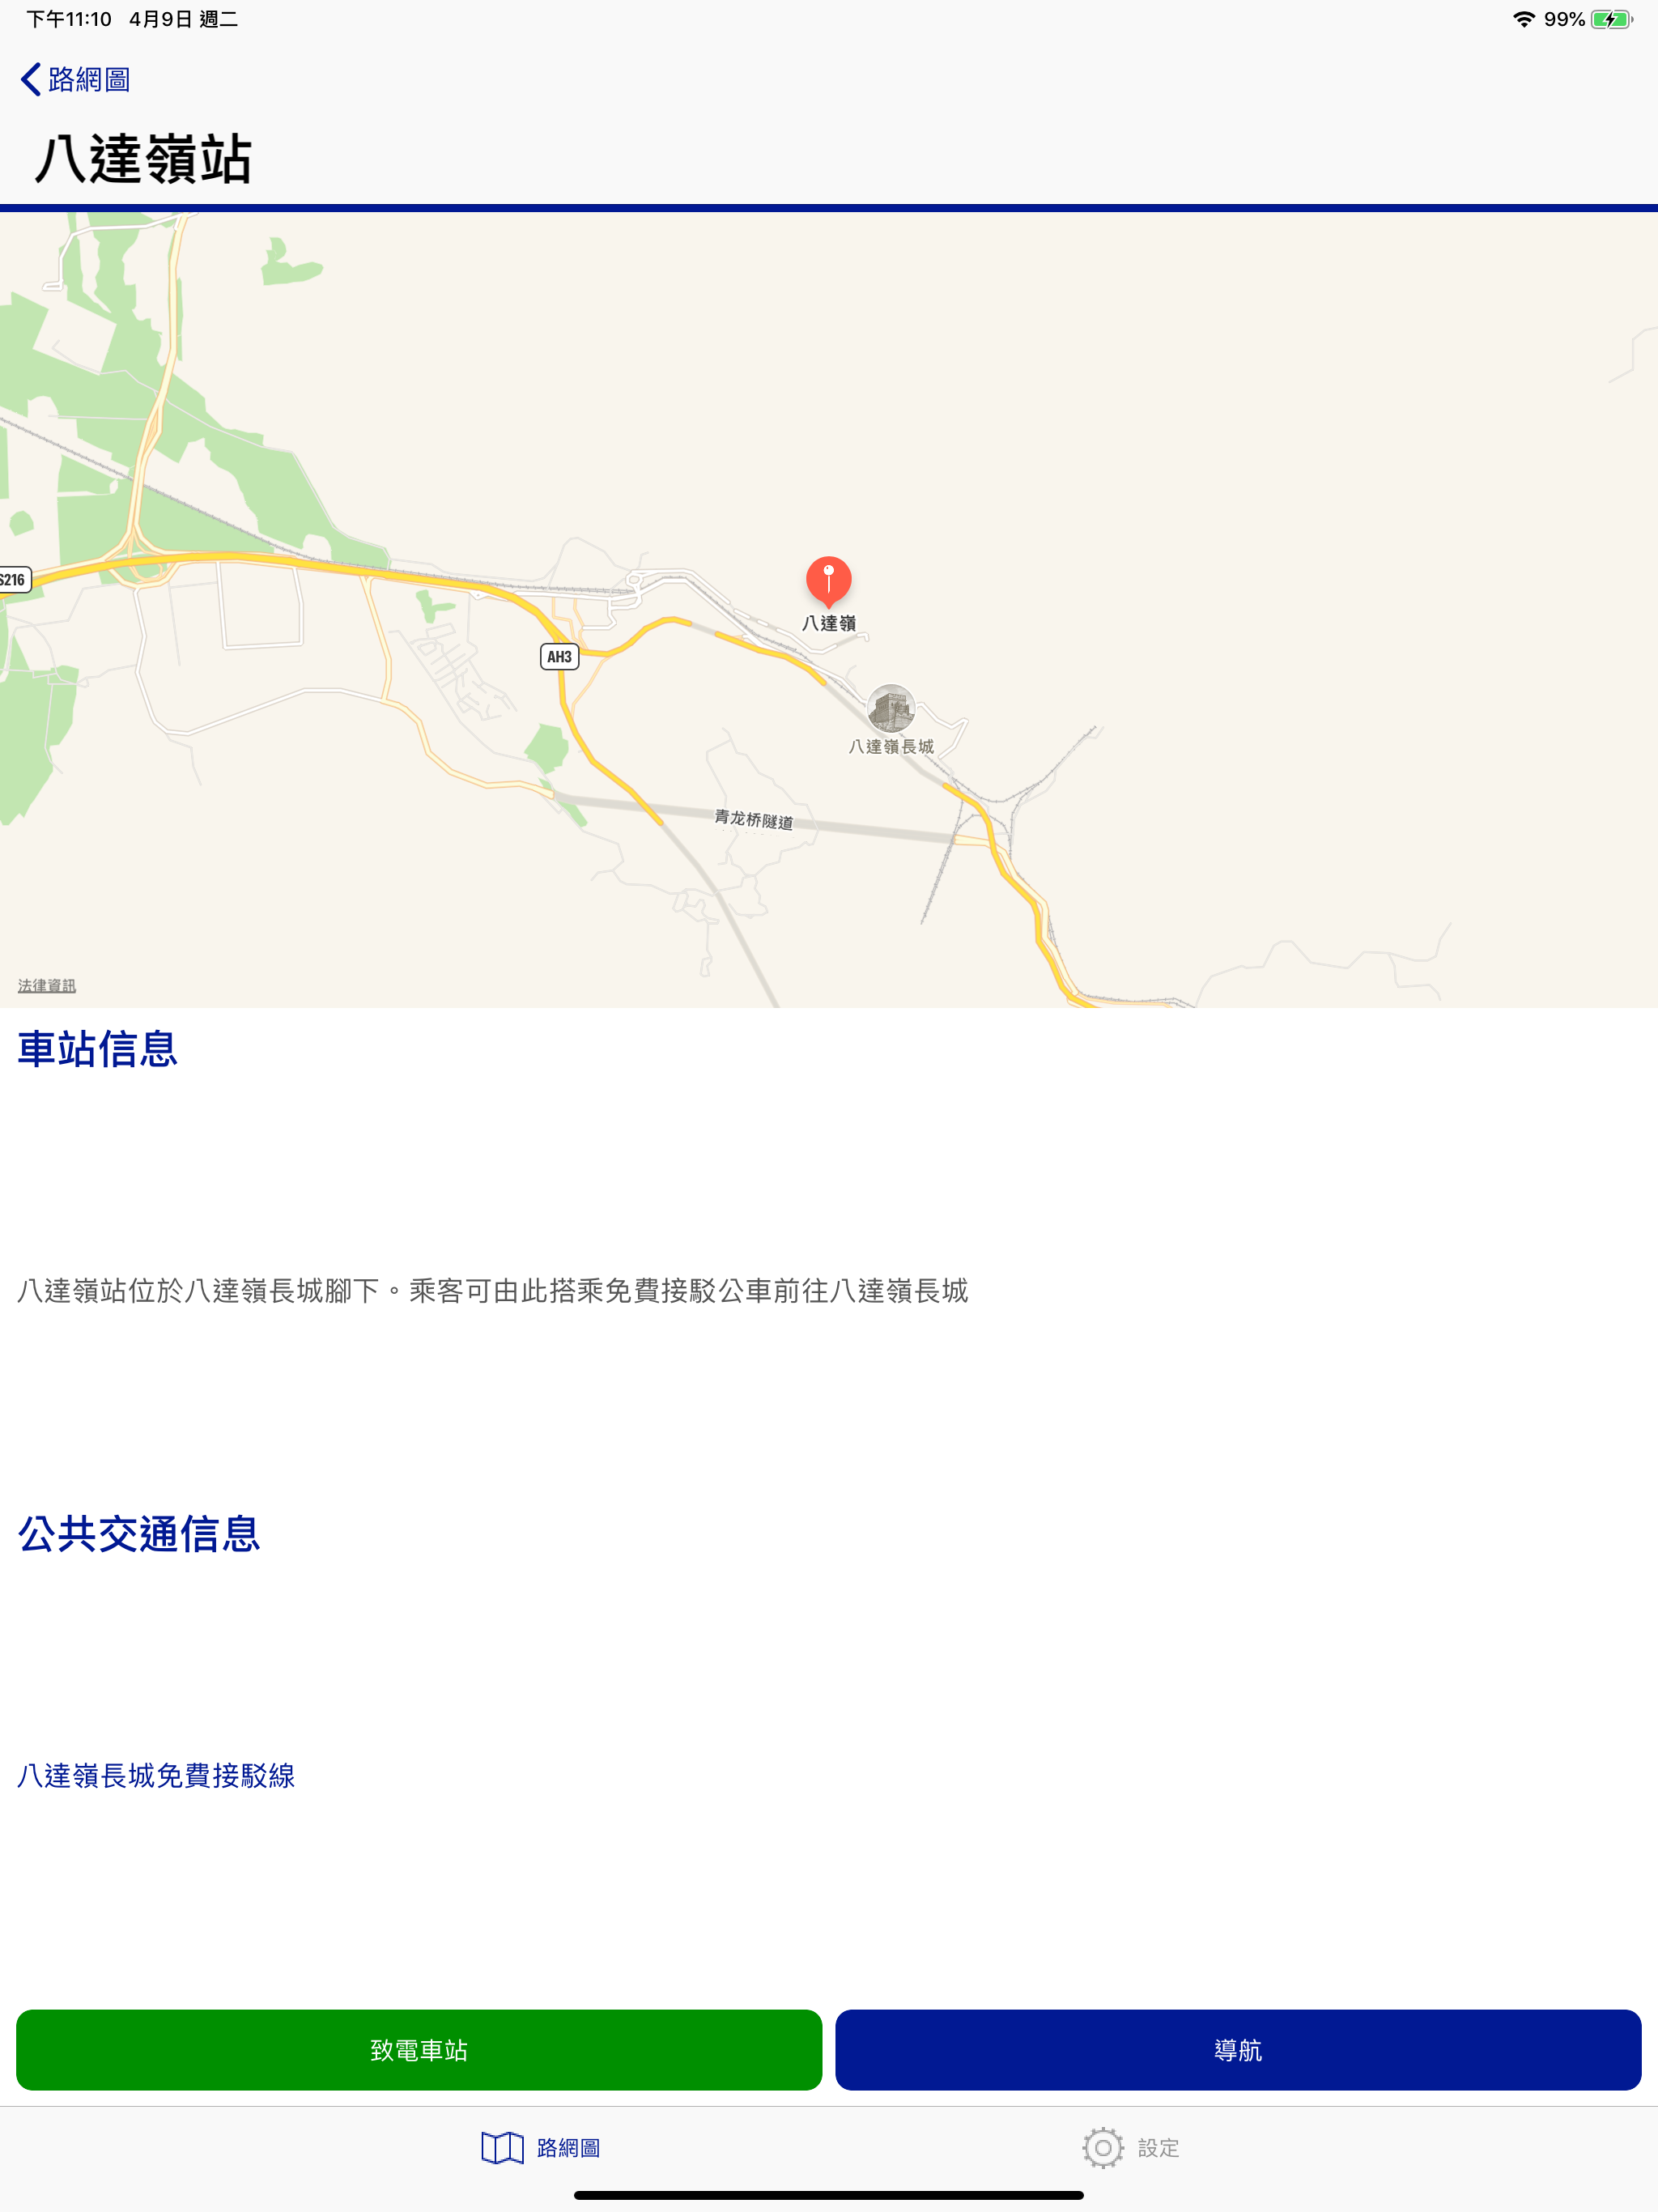 下午11:10 4月9日 週二
99%
路網圖
八達嶺站
S216
八達嶺
AH3
八達嶺長城
青龙桥隧道
法律資訊
車站信息
八達嶺站位於八達嶺長城腳下。乘客可由此搭乘免費接駁公車前往八達嶺長城
公共交通信息
八達嶺長城免費接駁線
致電車站
導航
路網圖
設定